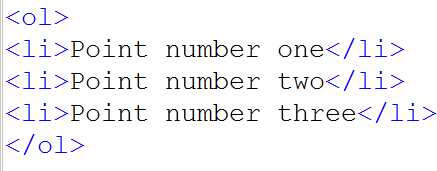 <ol>
<li>Point number one</li>
<li>Point number two</li>
<li>Point number three</li>
</ol>